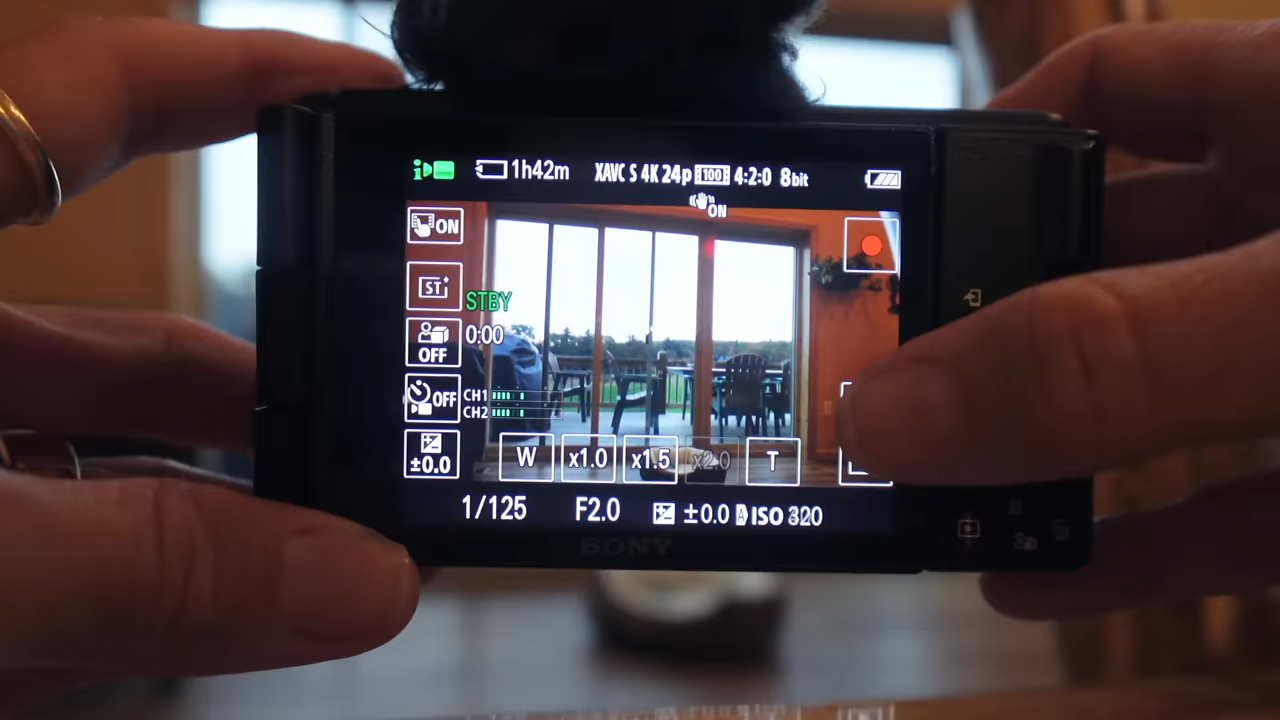 1h42m XAVC S 4K 24p 100 4:2:0 8bit
ON
ON
ST
STBY
OFF
0:00
OFF
CH1
CH2
±0.0
W x1.0 x1.5 x2.0 T
1/125 F2.0 ±0.0 ISO
SONY